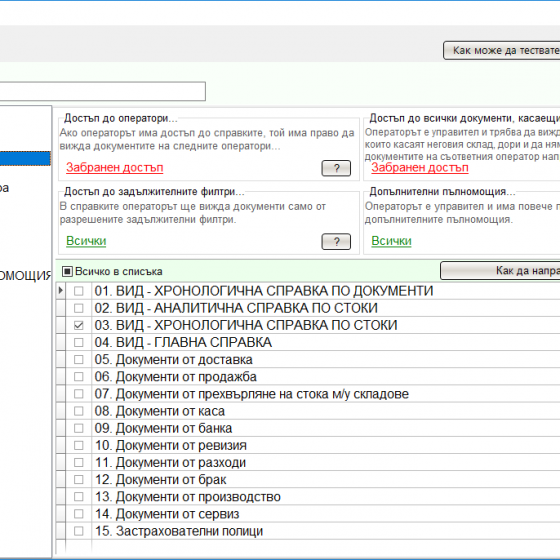 Как може да тествате
Достъп до оператори...
Ако операторът има достъп до справките, той има право да
вижда документите на следните оператори...
Забранен достъп
?
Достъп до всички документи, касаещи
Операторът е управител и трябва да вижд
които касаят неговия склад, дори и да ням
документите на съответния оператор нап
Забранен достъп
Достъп до задължителните филтри...
В справките операторът ще вижда документи само от
разрешените задължителни филтри.
Всички
?
Допълнителни пълномощия...
Операторът е управител и има повече п
допълнителните пълномощия.
Всички
ра
ОМОЩИЯ
Всичко в списъка
Как да напра
01. ВИД - ХРОНОЛОГИЧНА СПРАВКА ПО ДОКУМЕНТИ
02. ВИД - АНАЛИТИЧНА СПРАВКА ПО СТОКИ
03. ВИД - ХРОНОЛОГИЧНА СПРАВКА ПО СТОКИ
04. ВИД - ГЛАВНА СПРАВКА
05. Документи от доставка
06. Документи от продажба
07. Документи от прехвърляне на стока м/у складове
08. Документи от каса
09. Документи от банка
10. Документи от ревизия
11. Документи от разходи
12. Документи от брак
13. Документи от производство
14. Документи от сервиз
15. Застрахователни полици